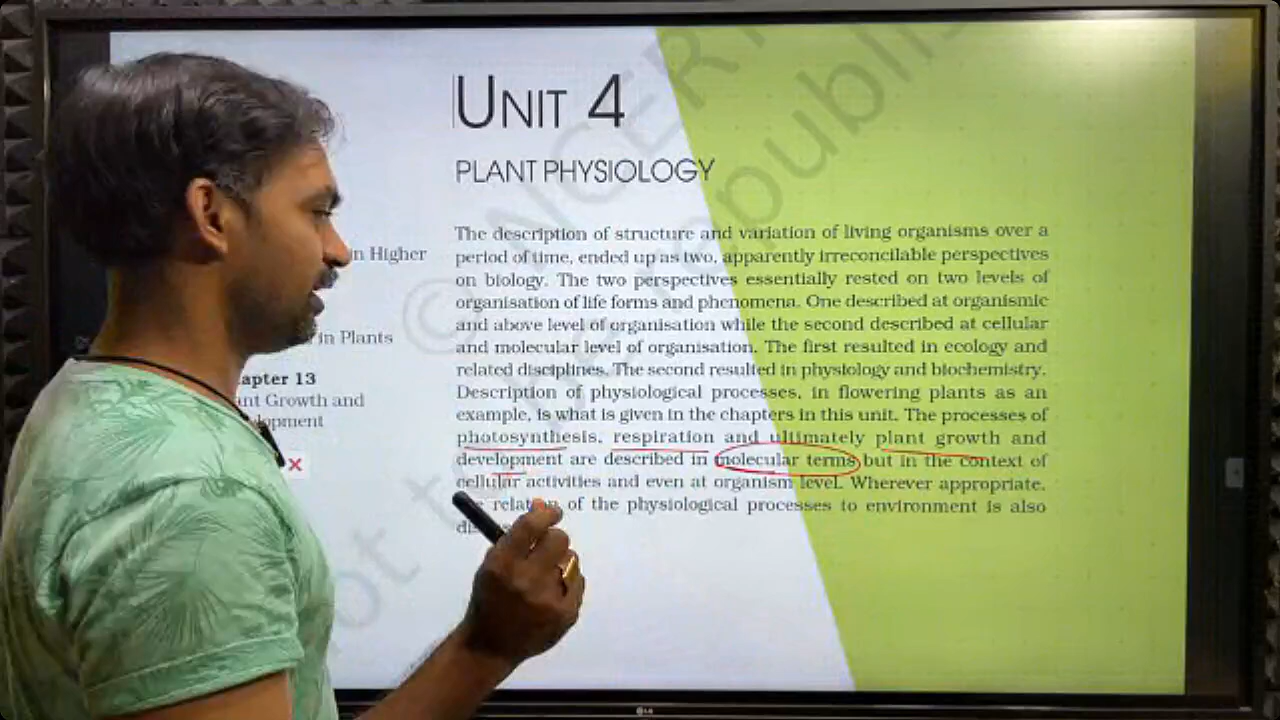 UNIT 4
PLANT PHYSIOLOGY
The description of structure and variation of living organisms over a
period of time, ended up as two, apparently irreconcilable perspectives
on biology. The two perspectives essentially rested on two levels of
organisation of life forms and phenomena. One described at organismic
and above level of organisation while the second described at cellular
and molecular level of organisation. The first resulted in ecology and
related disciplines. The second resulted in physiology and biochemistry.
Description of physiological processes, in flowering plants as an
example, is what is given in the chapters in this unit. The processes of
photosynthesis, respiration and ultimately plant growth and
development are described in molecular terms but in the context of
cellular activities and even at organism level. Wherever appropriate,
of the physiological processes to environment is also
in Higher
in Plants
Growth and
© NCERT
not to be republis
LG